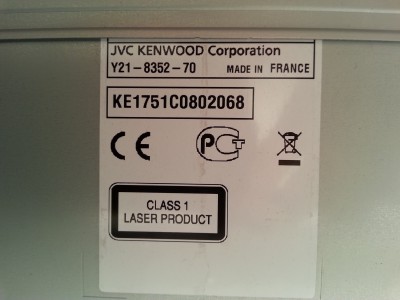 JVC KENWOOD Corporation
Y21-8352-70 MADE IN FRANCE
KE1751C0802068
CE PCT
CLASS 1
LASER PRODUCT